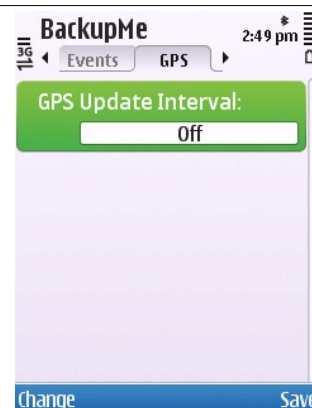 BackupMe
2:49 pm
3G
Events GPS
GPS Update Interval:
Off
Change Save